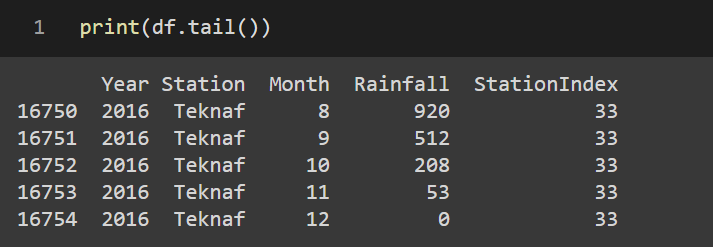 1 print(df.tail())
Year Station Month Rainfall StationIndex
16750 2016 Teknaf 8 920 33
16751 2016 Teknaf 9 512 33
16752 2016 Teknaf 10 208 33
16753 2016 Teknaf 11 53 33
16754 2016 Teknaf 12 0 33